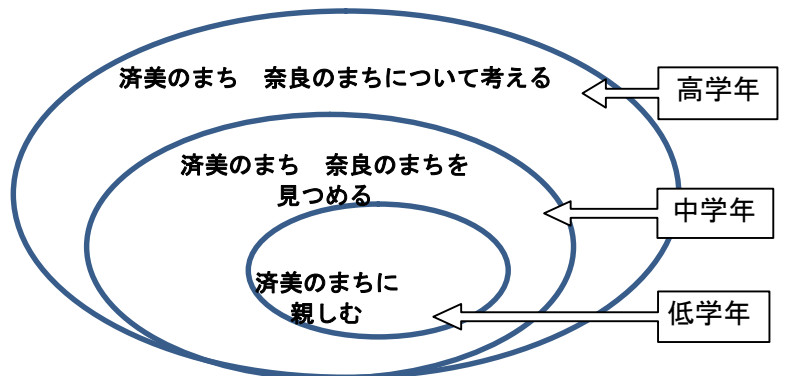 済美のまち　奈良のまちについて考える
高学年
済美のまち　奈良のまちを
見つめる
中学年
済美のまちに
親しむ
低学年